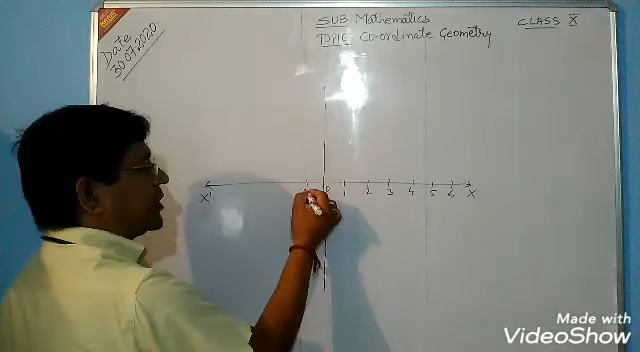 SUB Mathematics
TOPIC Co-ordinate Geometry
CLASS X
Date
30.07.2020
X' 0 1 2 3 4 5 6 X
Made with
VideoShow